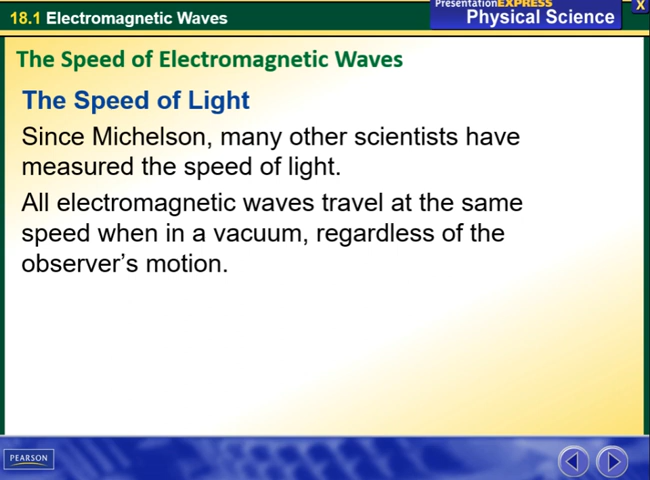 PresentationEXPRESS
X
18.1 Electromagnetic Waves
Physical Science
The Speed of Electromagnetic Waves
The Speed of Light
Since Michelson, many other scientists have
measured the speed of light.
All electromagnetic waves travel at the same
speed when in a vacuum, regardless of the
observer’s motion.
PEARSON